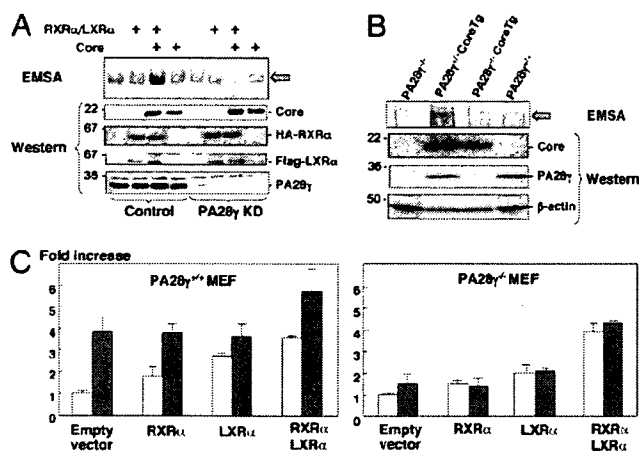 A
RXRα/LXRα + + + +
Core + + + +
EMSA
Western
22
67
67
36
Core
HA-RXRα
Flag-LXRα
PA28γ
Control PA28γ KD
B
PA28γ-/-
PA28γ+/-CoreTg
PA28γ-/-CoreTg
PA28γ+/+
EMSA
22
36
50
Core
PA28γ
β-actin
Western
C
Fold increase
PA28γ+/+ MEF
6
5
4
3
2
1
0
Empty vector
RXRα
LXRα
RXRα
LXRα
PA28γ-/- MEF
6
5
4
3
2
1
0
Empty vector
RXRα
LXRα
RXRα
LXRα